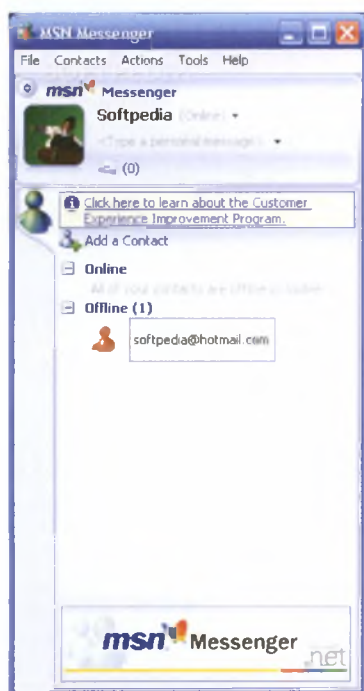 MSN Messenger
File Contacts Actions Tools Help
msn Messenger
Softpedia (Online)
<Type a personal message>
(0)
Click here to learn about the Customer
Experience Improvement Program.
Add a Contact
Online
All of your contacts are offline
Offline (1)
softpedia@hotmail.com
msn Messenger
.net